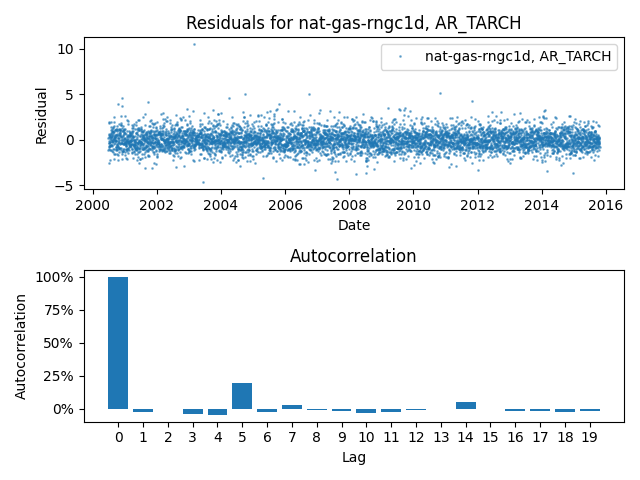 Residuals for nat-gas-rngc1d, AR_TARCH
nat-gas-rngc1d, AR_TARCH
10
5
0
−5
Residual
2000 2002 2004 2006 2008 2010 2012 2014 2016
Date
Autocorrelation
100%
75%
50%
25%
0%
Autocorrelation
0 1 2 3 4 5 6 7 8 9 10 11 12 13 14 15 16 17 18 19
Lag